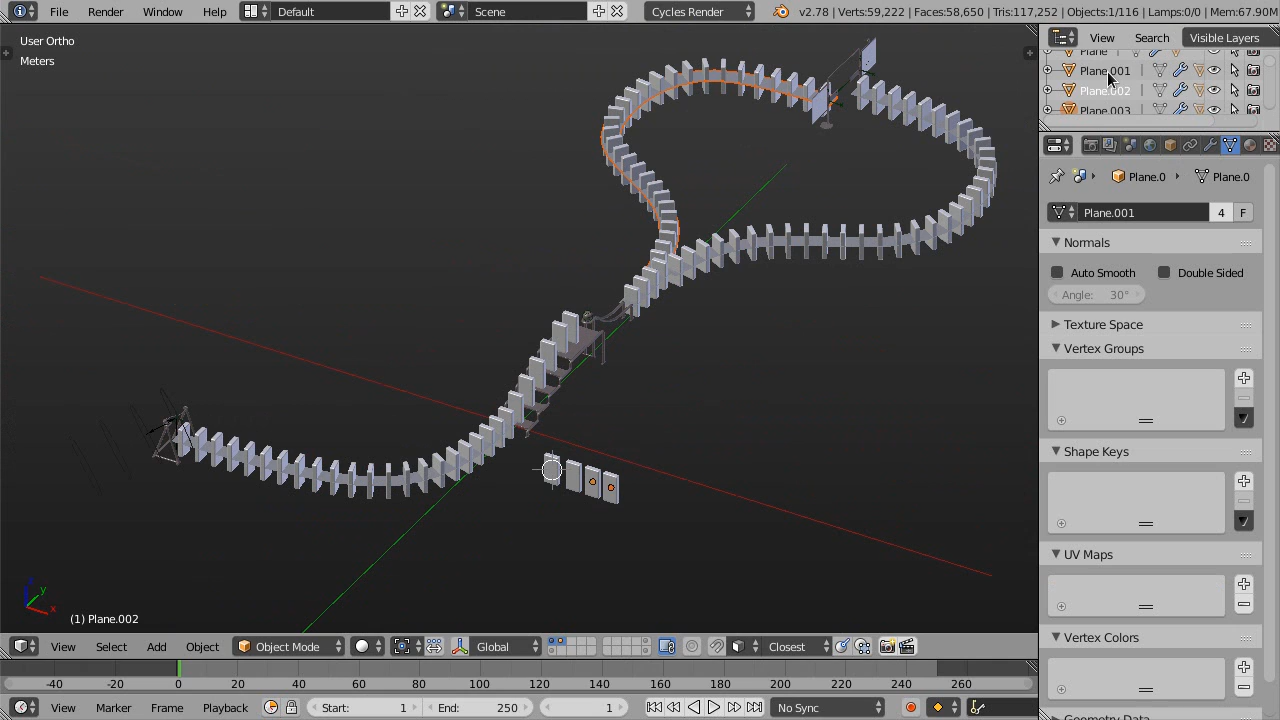 File Render Window Help Default Scene Cycles Render v2.78 | Verts:59,222 | Faces:58,650 | Tris:117,252 | Objects:1/116 | Lamps:0/0 | Mem:67.90M
User Ortho
Meters
View Search Visible Layers
Plane
Plane.001
Plane.002
Plane.003
Plane.0 Plane.0
Plane.001 4 F
Normals
Auto Smooth Double Sided
Angle: 30°
Texture Space
Vertex Groups
Shape Keys
UV Maps
Vertex Colors
Geometry Data
z
y
x
(1) Plane.002
View Select Add Object Object Mode Global Closest
-40 -20 0 20 40 60 80 100 120 140 160 180 200 220 240 260
View Marker Frame Playback Start: 1 End: 250 1 No Sync